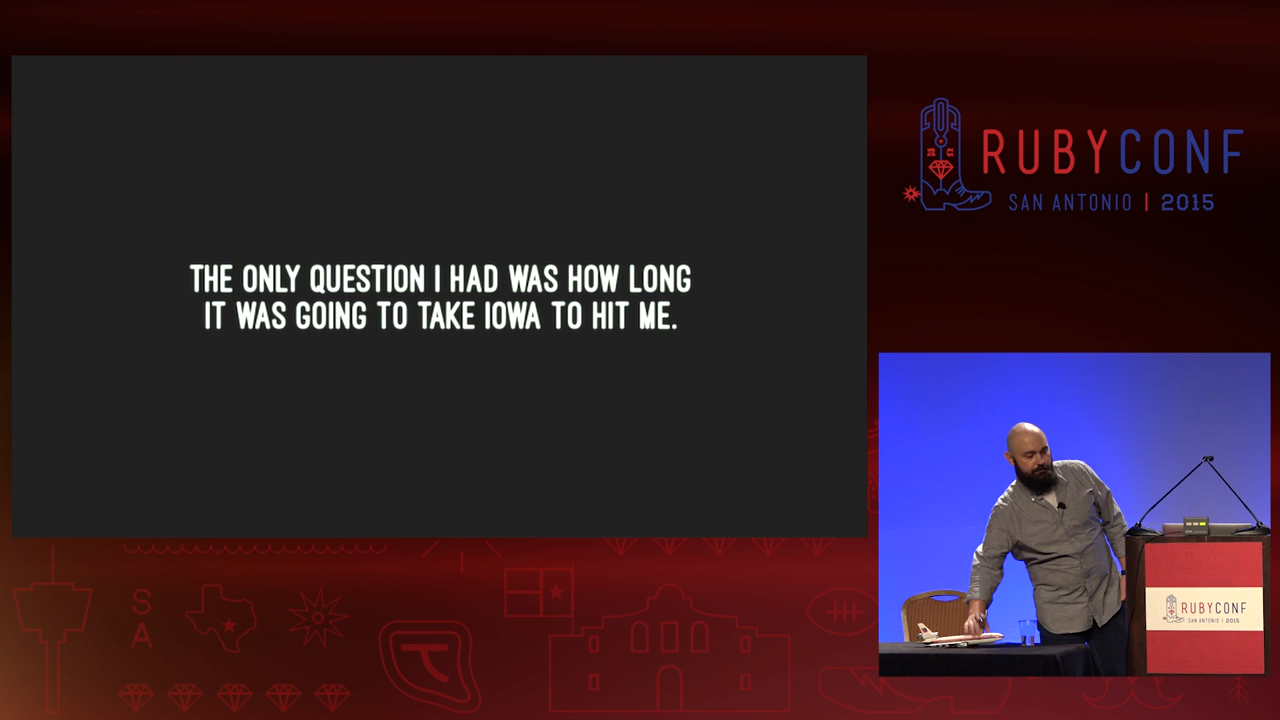 THE ONLY QUESTION I HAD WAS HOW LONG
IT WAS GOING TO TAKE IOWA TO HIT ME.
RUBYCONF
SAN ANTONIO | 2015
S
A
RUBYCONF
SAN ANTONIO | 2015